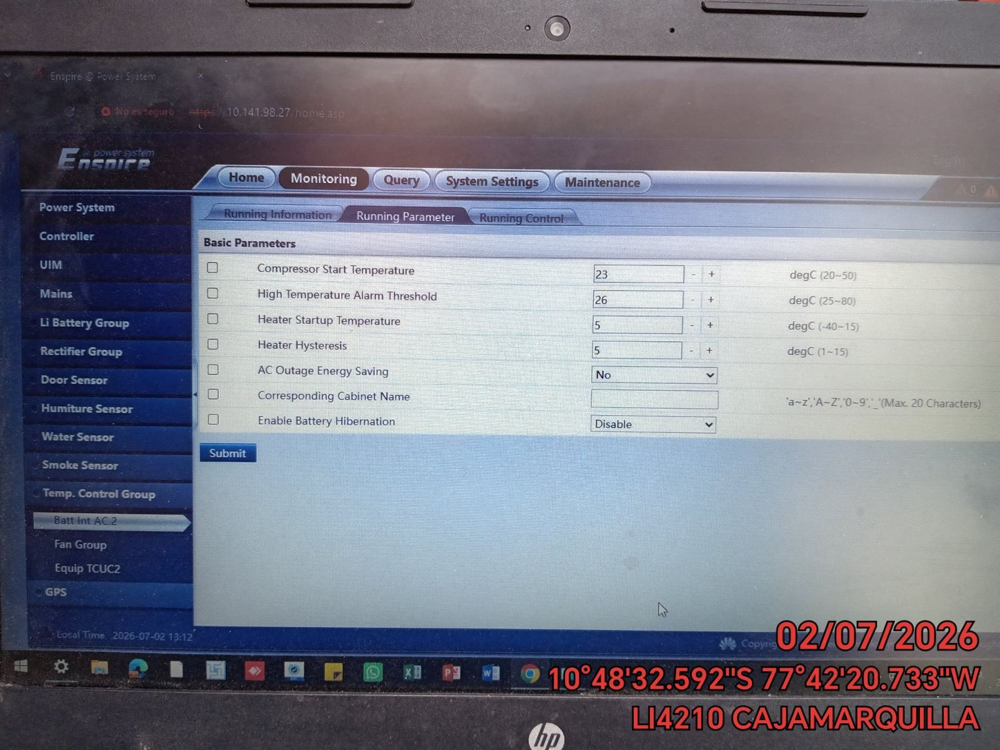 Enspire @ Power System ×
No es seguro https://10.141.98.27/home.asp
@ power system
Enspire
Home Monitoring Query System Settings Maintenance
0
Running Information Running Parameter Running Control
Power System
Controller
UIM
Mains
Li Battery Group
Rectifier Group
Door Sensor
Humiture Sensor
Water Sensor
Smoke Sensor
Temp. Control Group
Batt Int AC.2
Fan Group
Equip TCUC2
GPS
Basic Parameters
Compressor Start Temperature 23 - + degC (20~50)
High Temperature Alarm Threshold 26 - + degC (25~80)
Heater Startup Temperature 5 - + degC (-40~15)
Heater Hysteresis 5 - + degC (1~15)
AC Outage Energy Saving No
Corresponding Cabinet Name 'a~z','A~Z','0~9','_'(Max. 20 Characters)
Enable Battery Hibernation Disable
Submit
Local Time 2026-07-02 13:12
02/07/2026
10°48'32.592"S 77°42'20.733"W
LI4210 CAJAMARQUILLA
hp